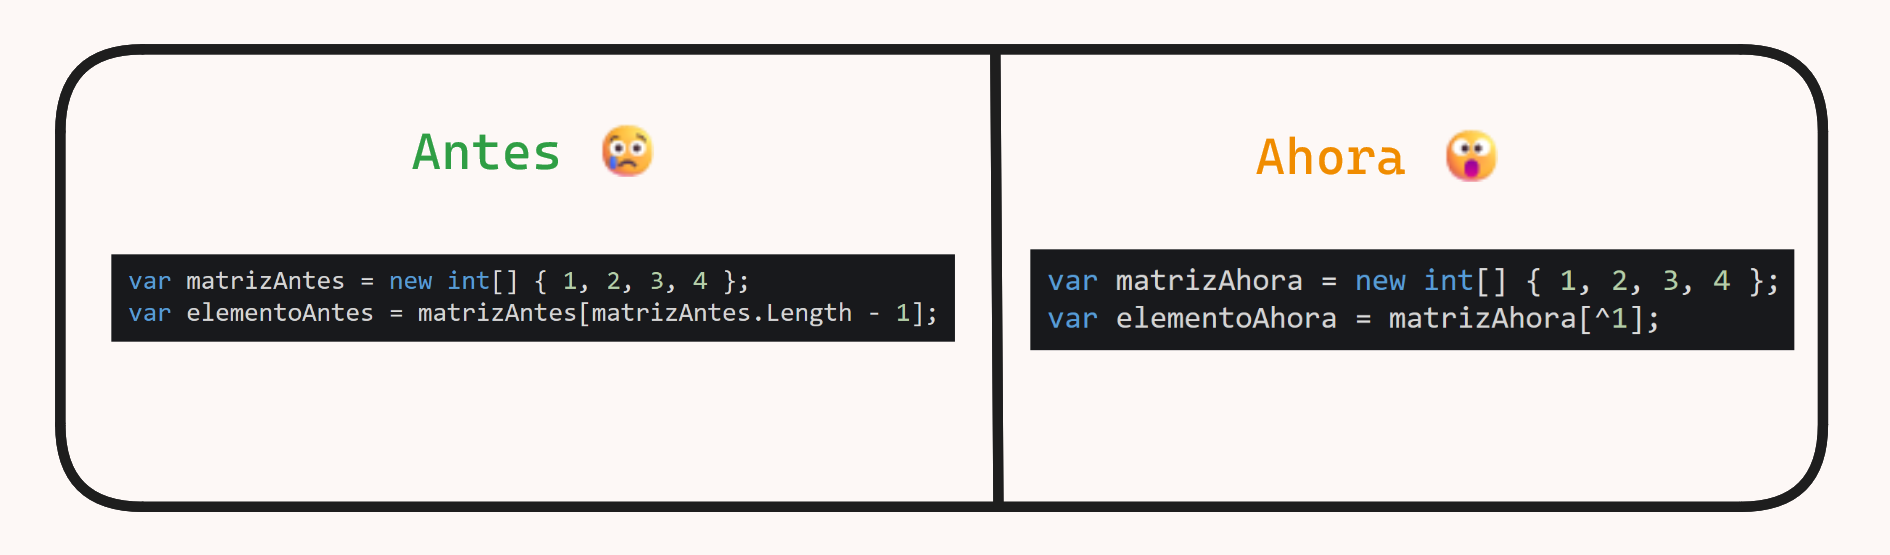 Antes 😢
var matrizAntes = new int[] { 1, 2, 3, 4 };
var elementoAntes = matrizAntes[matrizAntes.Length - 1];
Ahora 😲
var matrizAhora = new int[] { 1, 2, 3, 4 };
var elementoAhora = matrizAhora[^1];